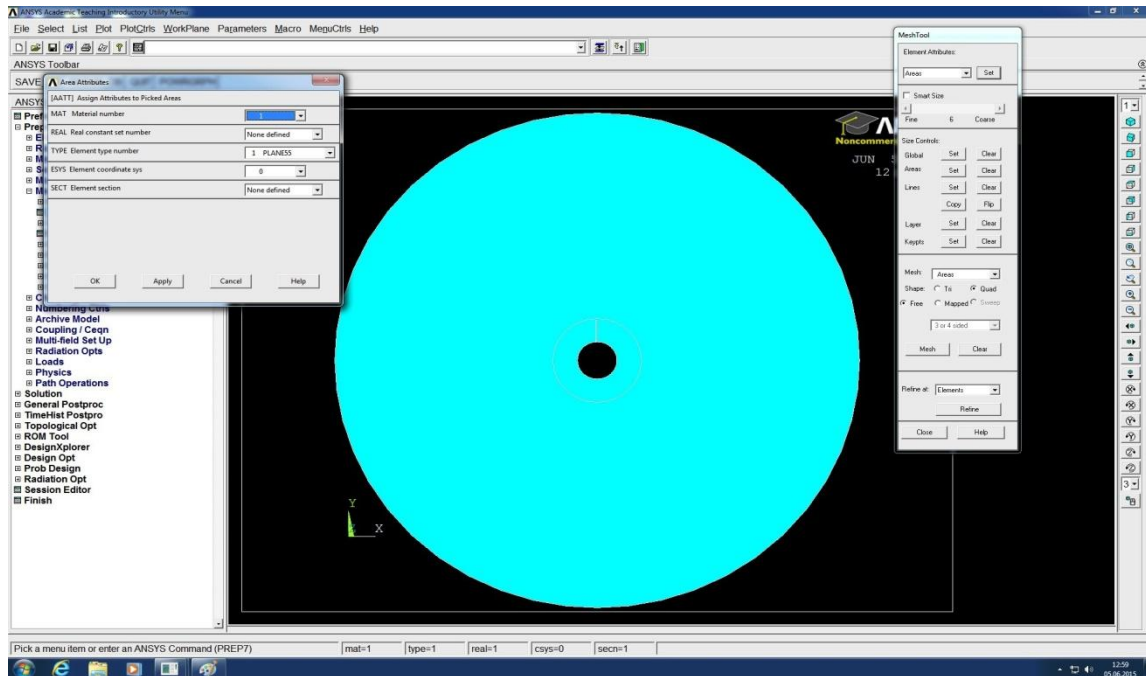 ANSYS Academic Teaching Introductory Utility Menu
File Select List Plot PlotCtrls WorkPlane Parameters Macro MenuCtrls Help
ANSYS Toolbar
SAVE
QUIT POWRGRPH
Area Attributes
[AATT] Assign Attributes to Picked Areas
MAT Material number 1
REAL Real constant set number None defined
TYPE Element type number 1 PLANE55
ESYS Element coordinate sys 0
SECT Element section None defined
OK Apply Cancel Help
Numbering Ctrls
Archive Model
Coupling / Ceqn
Multi-field Set Up
Radiation Opts
Loads
Physics
Path Operations
Solution
General Postproc
TimeHist Postpro
Topological Opt
ROM Tool
DesignXplorer
Design Opt
Prob Design
Radiation Opt
Session Editor
Finish
JUN
12
Y
X
MeshTool
Element Attributes:
Areas Set
Smart Size
Fine 6 Coarse
Size Controls:
Global Set Clear
Areas Set Clear
Lines Set Clear
Copy Flip
Layer Set Clear
Keypts Set Clear
Mesh: Areas
Shape: Tri Quad
Free Mapped Sweep
3 or 4 sided
Mesh Clear
Refine at: Elements
Refine
Close Help
1
3
Pick a menu item or enter an ANSYS Command (PREP7) mat=1 type=1 real=1 csys=0 secn=1
12:59
05.06.2015